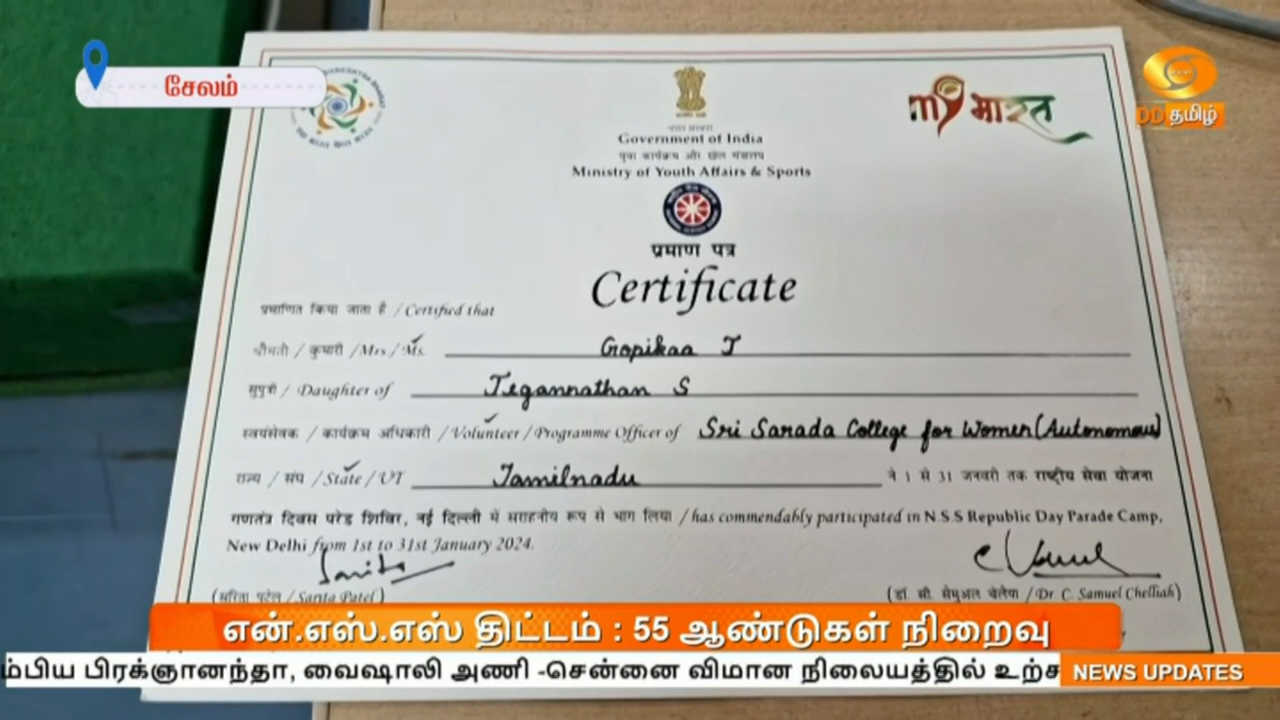 சேலம்
Government of India
युवा कार्यक्रम और खेल मंत्रालय
Ministry of Youth Affairs & Sports
my भारत
DD தமிழ்
प्रमाण पत्र
Certificate
प्रमाणित किया जाता है / Certified that
श्रीमती / कुमारी / Mrs / Ms. Gopikaa J
सुपुत्री / Daughter of Jegannathan S
स्वयंसेवक / कार्यक्रम अधिकारी / Volunteer / Programme Officer of Sri Sarada College for Women (Autonomous)
राज्य / संघ / State / UT Tamilnadu ने 1 से 31 जनवरी तक राष्ट्रीय सेवा योजना
गणतंत्र दिवस परेड शिविर, नई दिल्ली में सराहनीय रूप से भाग लिया / has commendably participated in N.S.S Republic Day Parade Camp,
New Delhi from 1st to 31st January 2024.
(सरिता पटेल / Sarita Patel) (डॉ. सी. सेमुअल चेलैया / Dr C. Samuel Chelliah)
என்.எஸ்.எஸ் திட்டம் : 55 ஆண்டுகள் நிறைவு
ம்பிய பிரக்ஞானந்தா, வைஷாலி அணி -சென்னை விமான நிலையத்தில் உற்ச
NEWS UPDATES